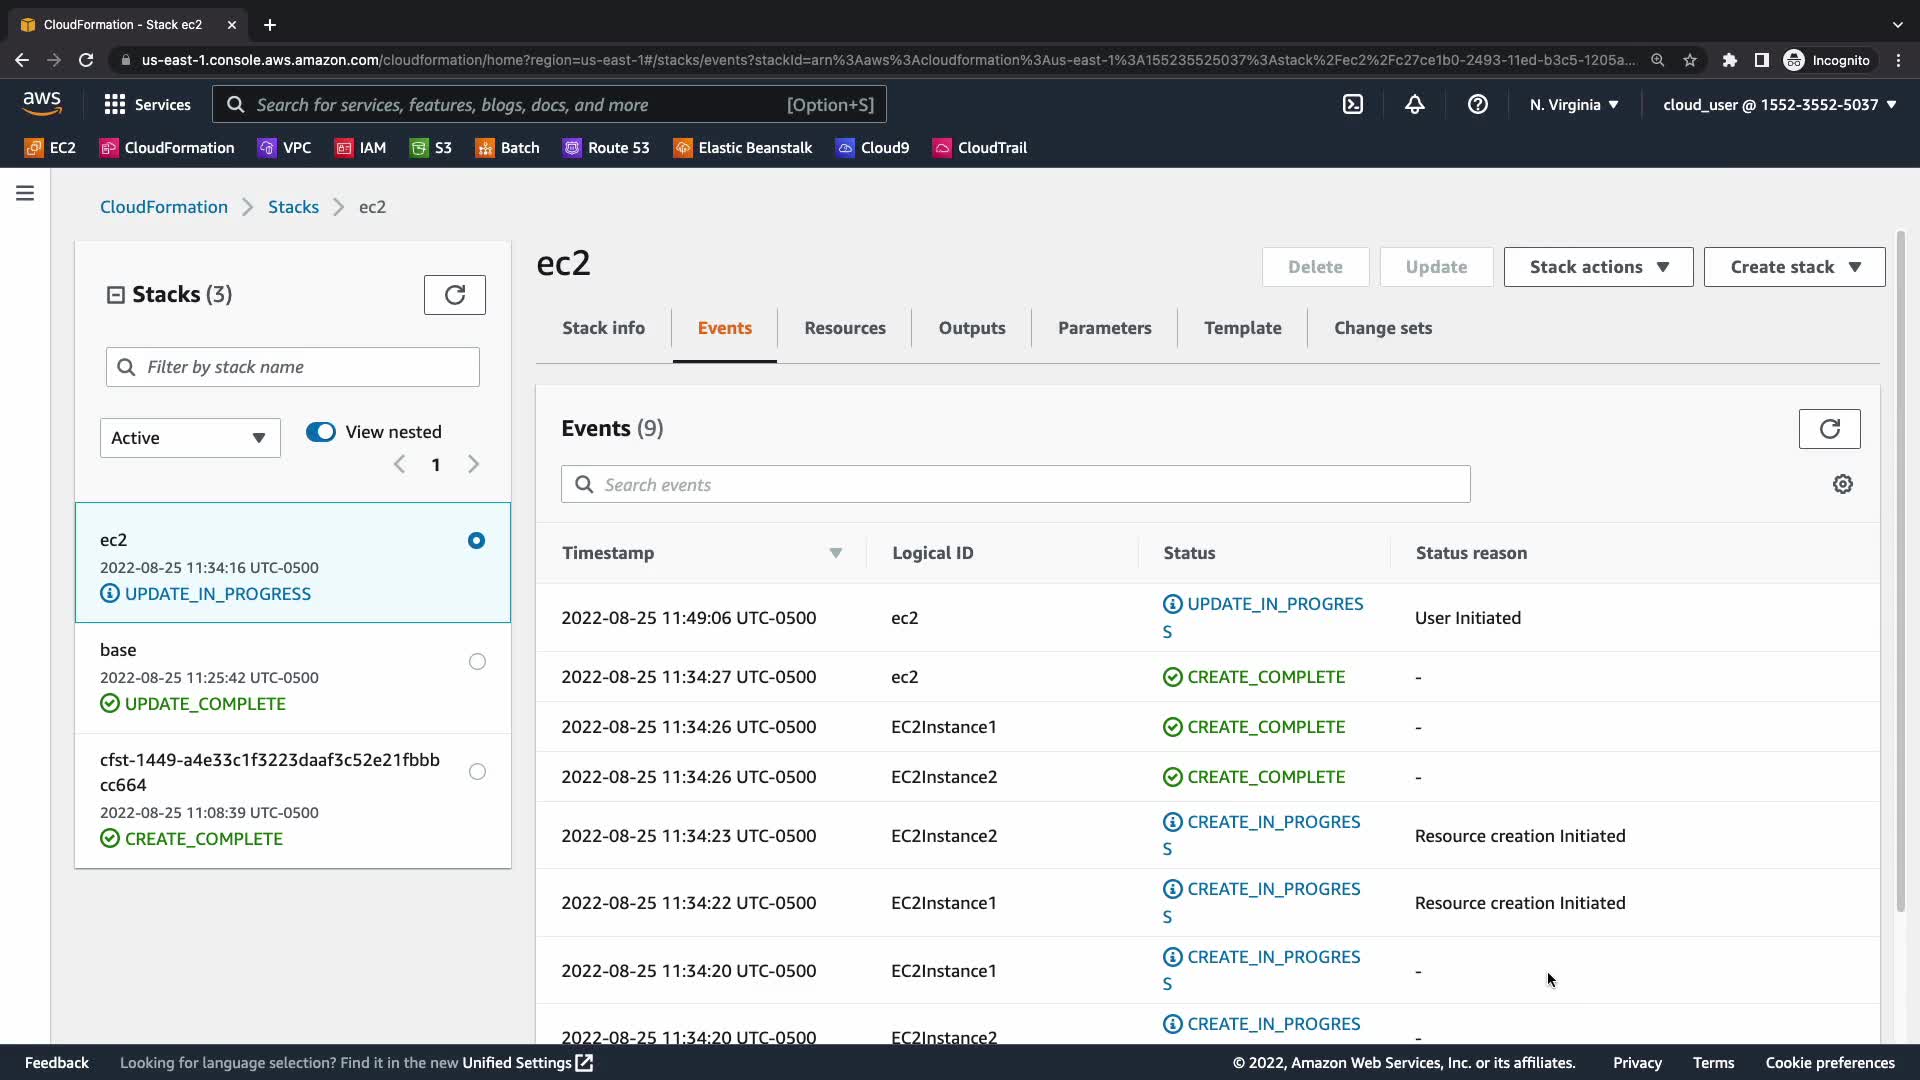 CloudFormation - Stack ec2
us-east-1.console.aws.amazon.com/cloudformation/home?region=us-east-1#/stacks/events?stackId=arn%3Aaws%3Acloudformation%3Aus-east-1%3A155235525037%3Astack%2Fec2%2Fc27ce1b0-2493-11ed-b3c5-1205a...
Incognito
aws
Services
Search for services, features, blogs, docs, and more
[Option+S]
N. Virginia
cloud_user @ 1552-3552-5037
EC2
CloudFormation
VPC
IAM
S3
Batch
Route 53
Elastic Beanstalk
Cloud9
CloudTrail
CloudFormation
Stacks
ec2
Stacks (3)
Filter by stack name
Active
View nested
1
ec2
2022-08-25 11:34:16 UTC-0500
UPDATE_IN_PROGRESS
base
2022-08-25 11:25:42 UTC-0500
UPDATE_COMPLETE
cfst-1449-a4e33c1f3223daaf3c52e21fbbb
cc664
2022-08-25 11:08:39 UTC-0500
CREATE_COMPLETE
ec2
Delete
Update
Stack actions
Create stack
Stack info
Events
Resources
Outputs
Parameters
Template
Change sets
Events (9)
Search events
Timestamp
Logical ID
Status
Status reason
2022-08-25 11:49:06 UTC-0500
ec2
UPDATE_IN_PROGRES
S
User Initiated
2022-08-25 11:34:27 UTC-0500
ec2
CREATE_COMPLETE
-
2022-08-25 11:34:26 UTC-0500
EC2Instance1
CREATE_COMPLETE
-
2022-08-25 11:34:26 UTC-0500
EC2Instance2
CREATE_COMPLETE
-
2022-08-25 11:34:23 UTC-0500
EC2Instance2
CREATE_IN_PROGRES
S
Resource creation Initiated
2022-08-25 11:34:22 UTC-0500
EC2Instance1
CREATE_IN_PROGRES
S
Resource creation Initiated
2022-08-25 11:34:20 UTC-0500
EC2Instance1
CREATE_IN_PROGRES
S
-
2022-08-25 11:34:20 UTC-0500
EC2Instance2
CREATE_IN_PROGRES
-
Feedback
Looking for language selection? Find it in the new Unified Settings
© 2022, Amazon Web Services, Inc. or its affiliates.
Privacy
Terms
Cookie preferences